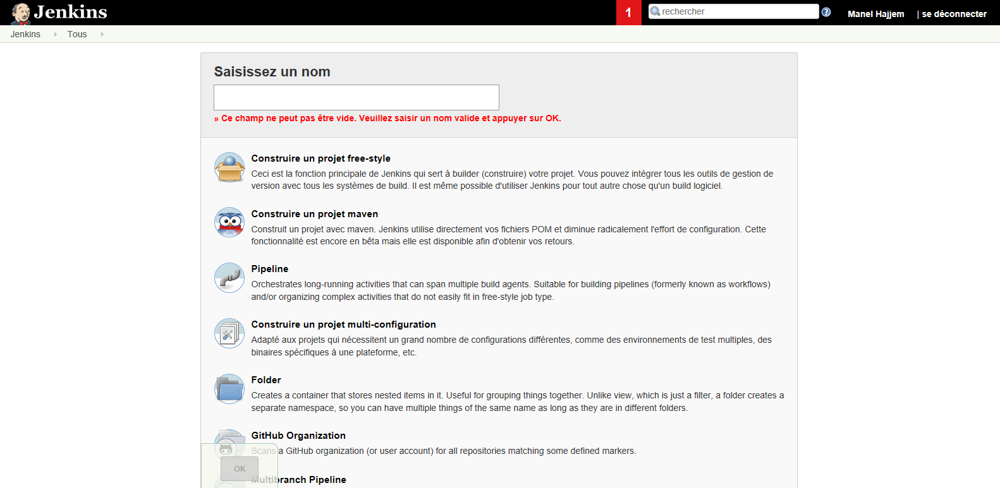 Jenkins
1
rechercher
Manel Hajjem
| se déconnecter
Jenkins
Tous
Saisissez un nom
» Ce champ ne peut pas être vide. Veuillez saisir un nom valide et appuyer sur OK.
Construire un projet free-style
Ceci est la fonction principale de Jenkins qui sert à builder (construire) votre projet. Vous pouvez intégrer tous les outils de gestion de
version avec tous les systèmes de build. Il est même possible d'utiliser Jenkins pour tout autre chose qu'un build logiciel.
Construire un projet maven
Construit un projet avec maven. Jenkins utilise directement vos fichiers POM et diminue radicalement l'effort de configuration. Cette
fonctionnalité est encore en bêta mais elle est disponible afin d'obtenir vos retours.
Pipeline
Orchestrates long-running activities that can span multiple build agents. Suitable for building pipelines (formerly known as workflows)
and/or organizing complex activities that do not easily fit in free-style job type.
Construire un projet multi-configuration
Adapté aux projets qui nécessitent un grand nombre de configurations différentes, comme des environnements de test multiples, des
binaires spécifiques à une plateforme, etc.
Folder
Creates a container that stores nested items in it. Useful for grouping things together. Unlike view, which is just a filter, a folder creates a
separate namespace, so you can have multiple things of the same name as long as they are in different folders.
GitHub Organization
Scans a GitHub organization (or user account) for all repositories matching some defined markers.
OK
Multibranch Pipeline